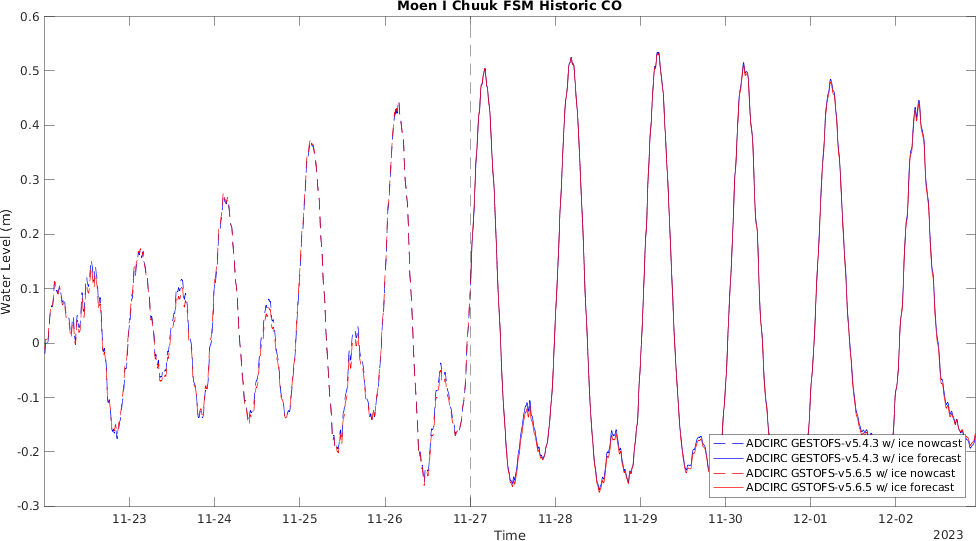 Moen I Chuuk FSM Historic CO
0.6
0.5
0.4
0.3
0.2
0.1
0
-0.1
-0.2
-0.3
Water Level (m)
ADCIRC GESTOFS-v5.4.3 w/ ice nowcast
ADCIRC GESTOFS-v5.4.3 w/ ice forecast
ADCIRC GSTOFS-v5.6.5 w/ ice nowcast
ADCIRC GSTOFS-v5.6.5 w/ ice forecast
11-23 11-24 11-25 11-26 11-27 11-28 11-29 11-30 12-01 12-02
Time
2023